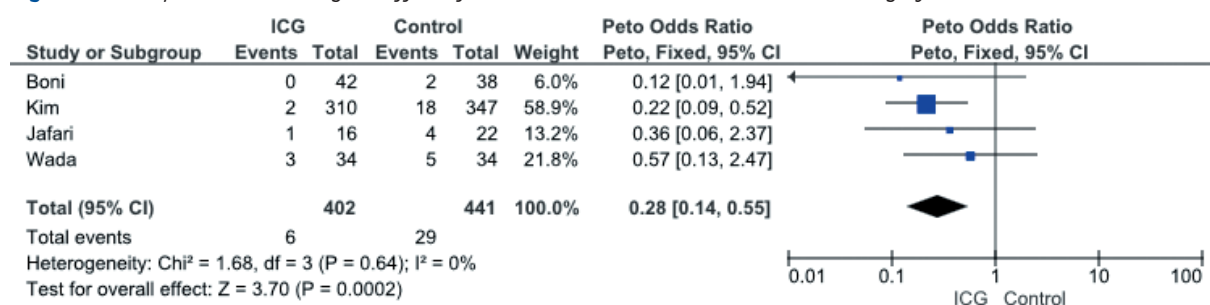 ICG Control Peto Odds Ratio Peto Odds Ratio
Study or Subgroup Events Total Events Total Weight Peto, Fixed, 95% CI Peto, Fixed, 95% CI
Boni 0 42 2 38 6.0% 0.12 [0.01, 1.94]
Kim 2 310 18 347 58.9% 0.22 [0.09, 0.52]
Jafari 1 16 4 22 13.2% 0.36 [0.06, 2.37]
Wada 3 34 5 34 21.8% 0.57 [0.13, 2.47]
Total (95% CI) 402 441 100.0% 0.28 [0.14, 0.55]
Total events 6 29
Heterogeneity: Chi² = 1.68, df = 3 (P = 0.64); I² = 0%
Test for overall effect: Z = 3.70 (P = 0.0002)
0.01 0.1 1 10 100
ICG Control